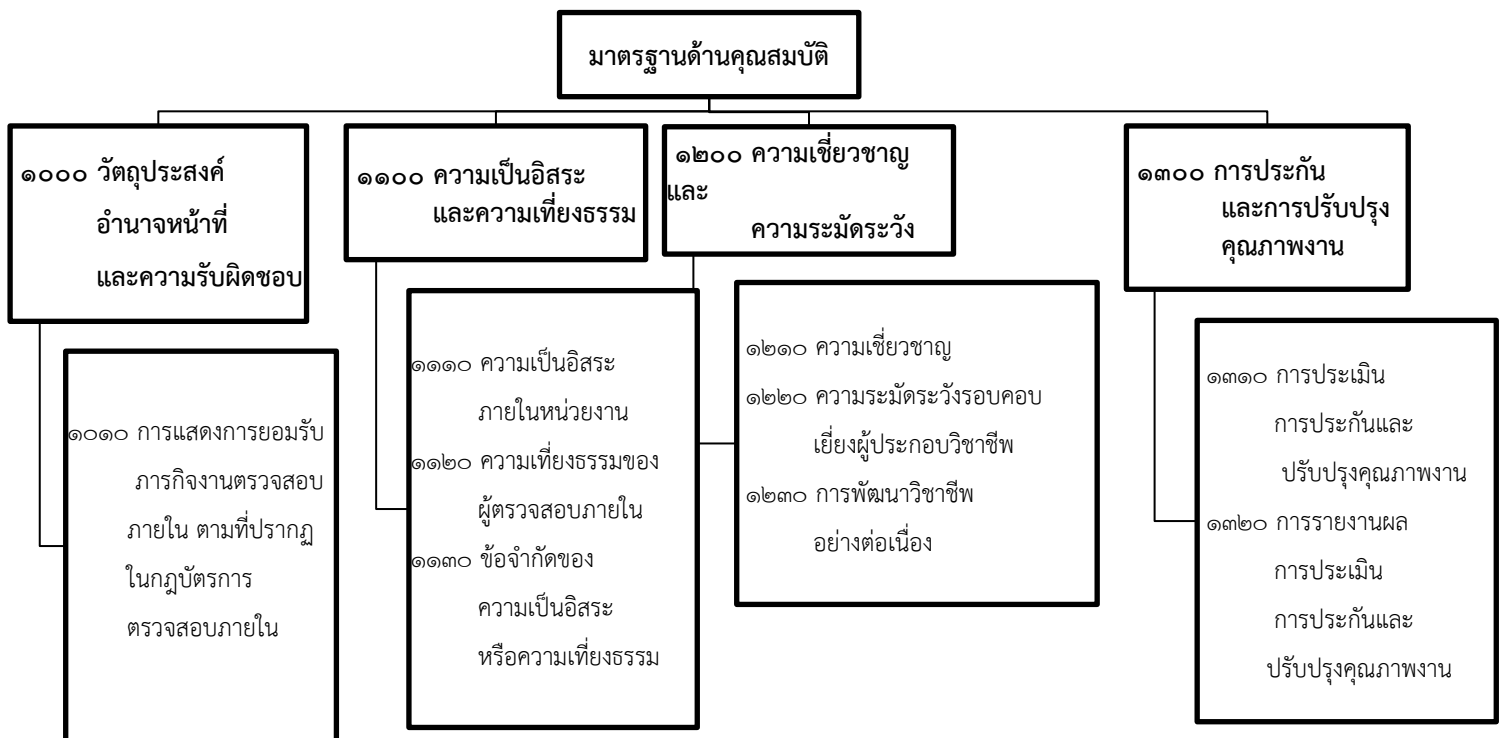 มาตรฐานด้านคุณสมบัติ
๑๐๐๐ วัตถุประสงค์
อำนาจหน้าที่
และความรับผิดชอบ
๑๑๐๐ ความเป็นอิสระ
และความเที่ยงธรรม
๑๒๐๐ ความเชี่ยวชาญ
และ
ความระมัดระวัง
๑๓๐๐ การประกัน
และการปรับปรุง
คุณภาพงาน
๑๐๑๐ การแสดงการยอมรับ
ภารกิจงานตรวจสอบ
ภายใน ตามที่ปรากฏ
ในกฎบัตรการ
ตรวจสอบภายใน
๑๑๑๐ ความเป็นอิสระ
ภายในหน่วยงาน
๑๑๒๐ ความเที่ยงธรรมของ
ผู้ตรวจสอบภายใน
๑๑๓๐ ข้อจำกัดของ
ความเป็นอิสระ
หรือความเที่ยงธรรม
๑๒๑๐ ความเชี่ยวชาญ
๑๒๒๐ ความระมัดระวังรอบคอบ
เยี่ยงผู้ประกอบวิชาชีพ
๑๒๓๐ การพัฒนาวิชาชีพ
อย่างต่อเนื่อง
๑๓๑๐ การประเมิน
การประกันและ
ปรับปรุงคุณภาพงาน
๑๓๒๐ การรายงานผล
การประเมิน
การประกันและ
ปรับปรุงคุณภาพงาน